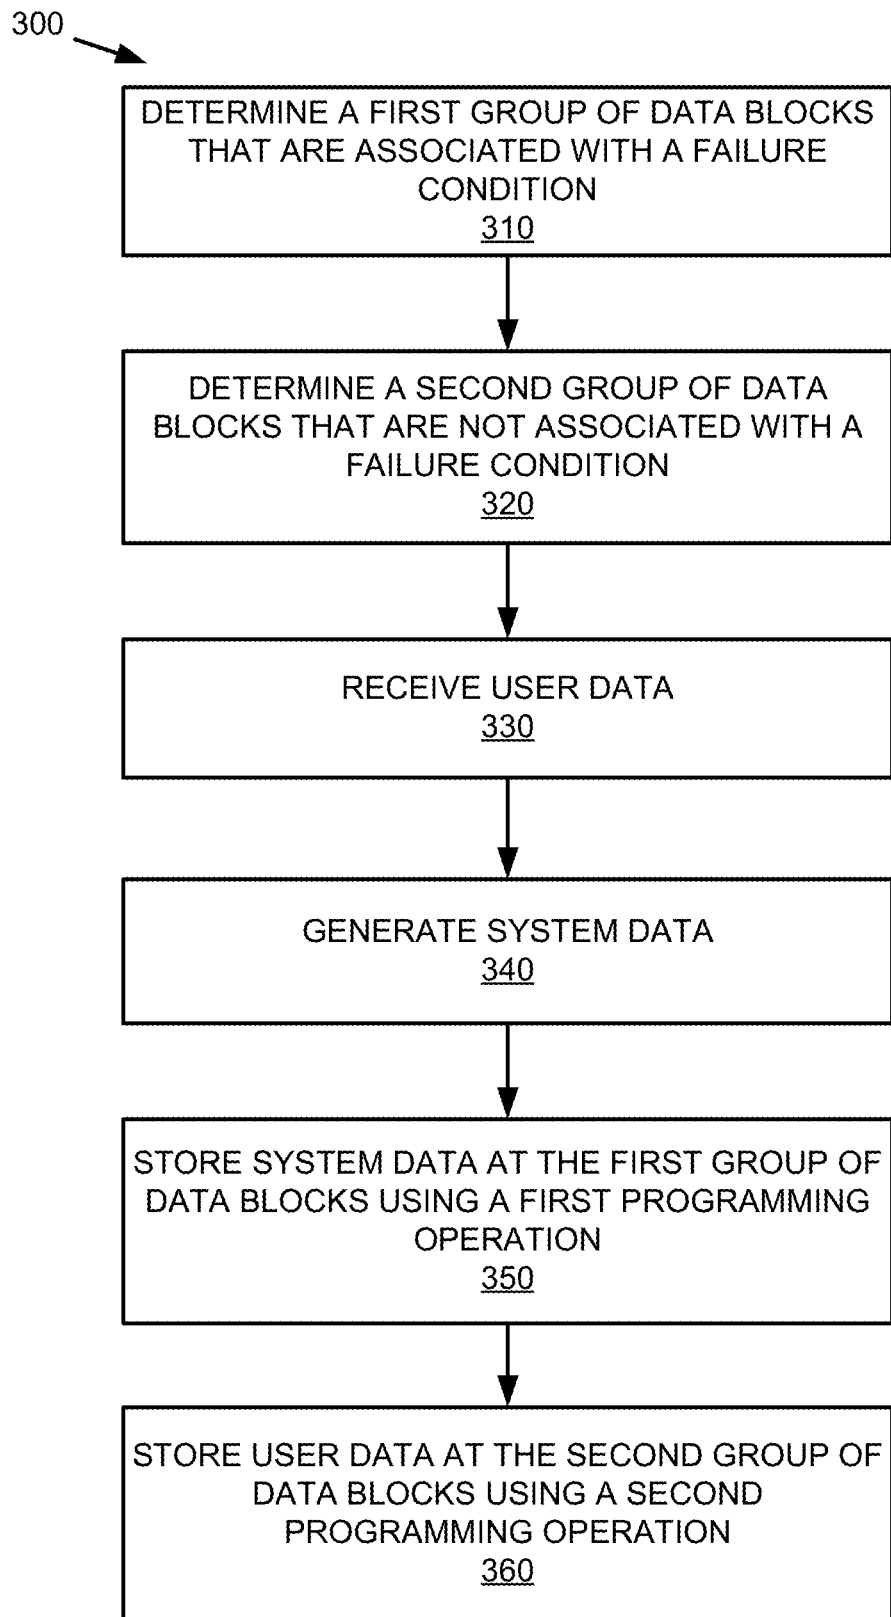 300
DETERMINE A FIRST GROUP OF DATA BLOCKS
THAT ARE ASSOCIATED WITH A FAILURE
CONDITION
310
DETERMINE A SECOND GROUP OF DATA
BLOCKS THAT ARE NOT ASSOCIATED WITH A
FAILURE CONDITION
320
RECEIVE USER DATA
330
GENERATE SYSTEM DATA
340
STORE SYSTEM DATA AT THE FIRST GROUP OF
DATA BLOCKS USING A FIRST PROGRAMMING
OPERATION
350
STORE USER DATA AT THE SECOND GROUP OF
DATA BLOCKS USING A SECOND
PROGRAMMING OPERATION
360